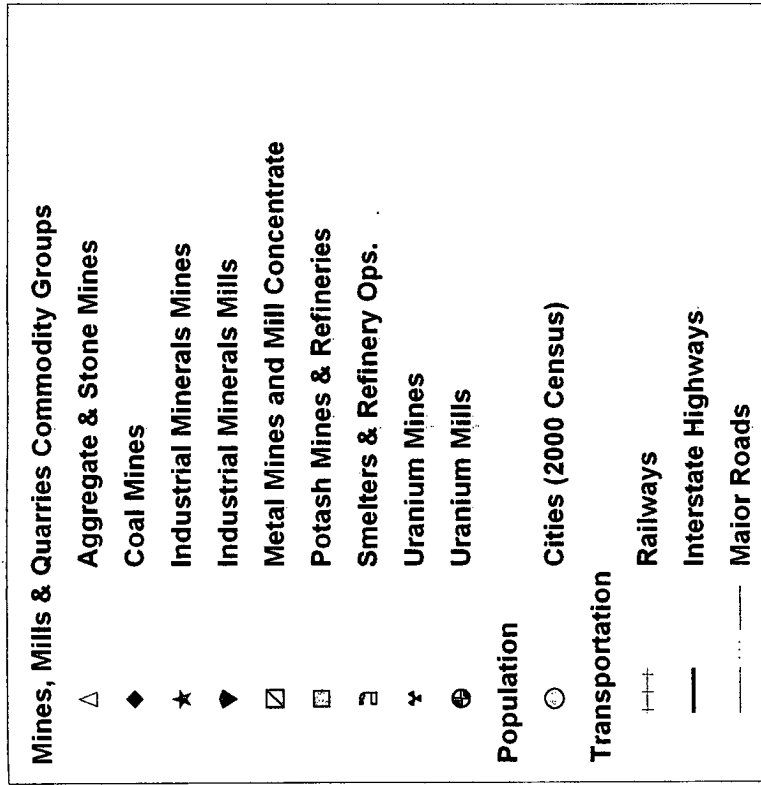 Mines, Mills & Quarries Commodity Groups
Aggregate & Stone Mines
Coal Mines
Industrial Minerals Mines
Industrial Minerals Mills
Metal Mines and Mill Concentrate
Potash Mines & Refineries
Smelters & Refinery Ops.
Uranium Mines
Uranium Mills
Population
Cities (2000 Census)
Transportation
Railways
Interstate Highways
Major Roads